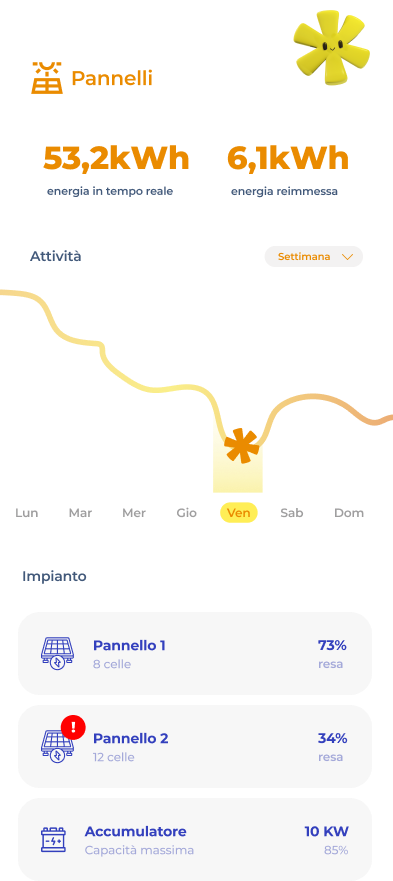 Pannelli
53,2kWh 6,1kWh
energia in tempo reale energia reimmessa
Attività Settimana
Lun Mar Mer Gio Ven Sab Dom
Impianto
Pannello 1 73%
8 celle resa
!
Pannello 2 34%
12 celle resa
Accumulatore 10 KW
Capacità massima 85%